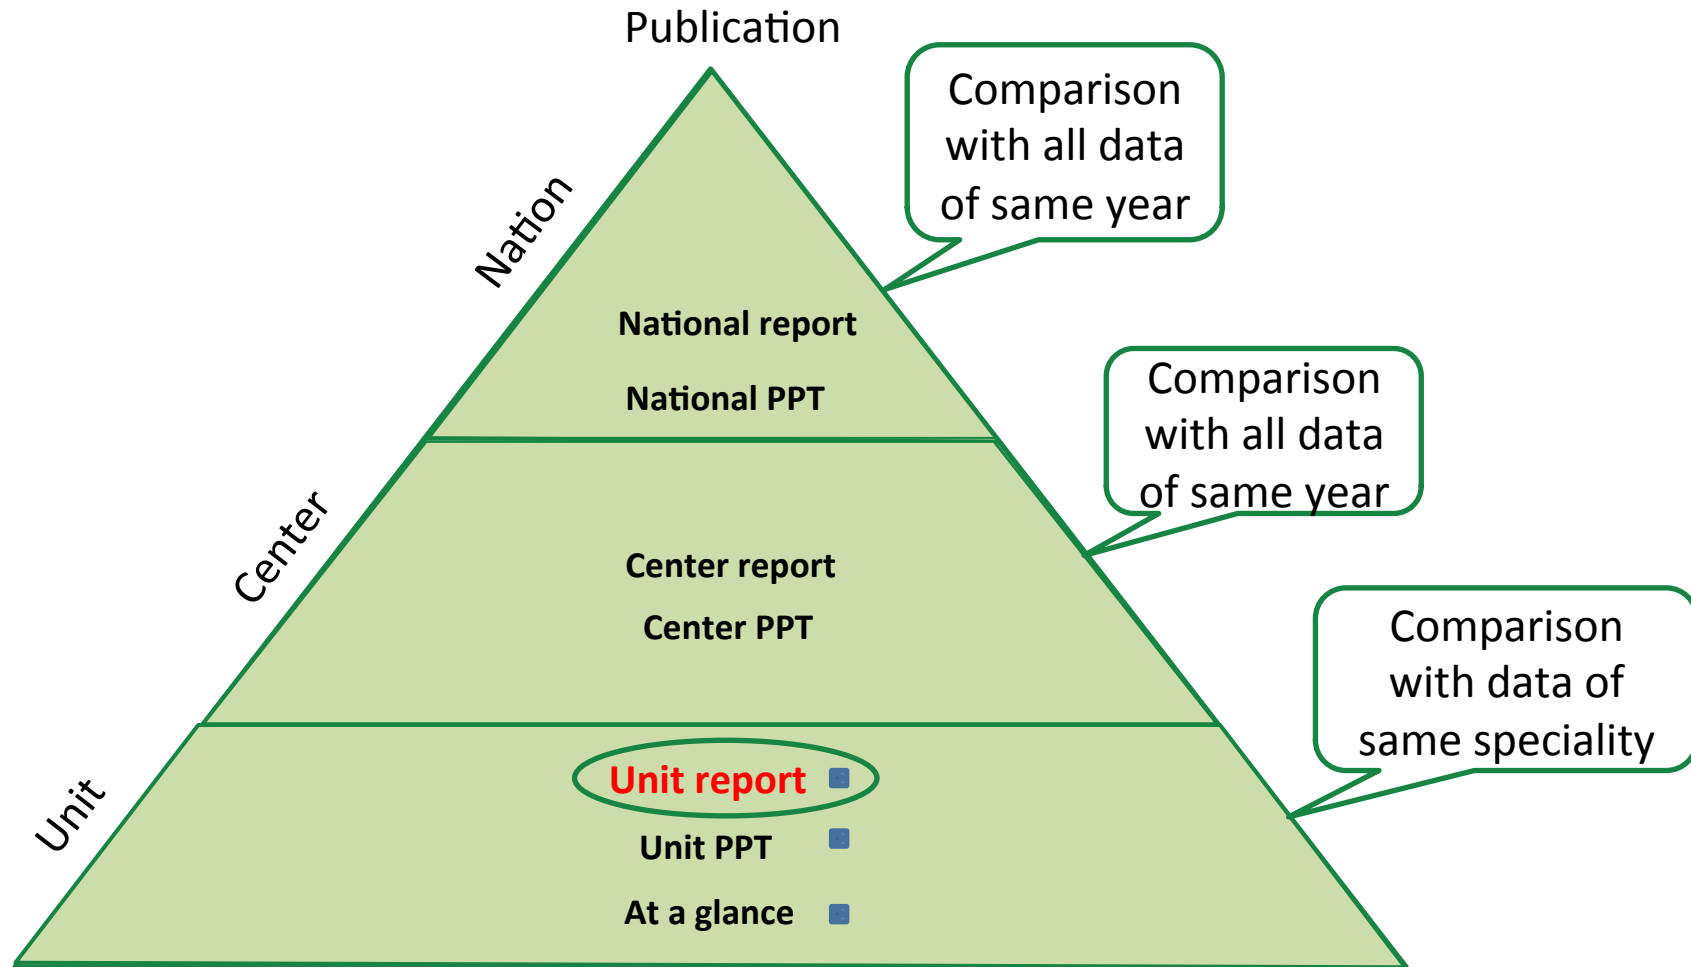 Publication
Comparison
with all data
of same year
Nation
National report
National PPT
Comparison
with all data
of same year
Center
Center report
Center PPT
Comparison
with data of
same speciality
Unit
Unit report
Unit PPT
At a glance